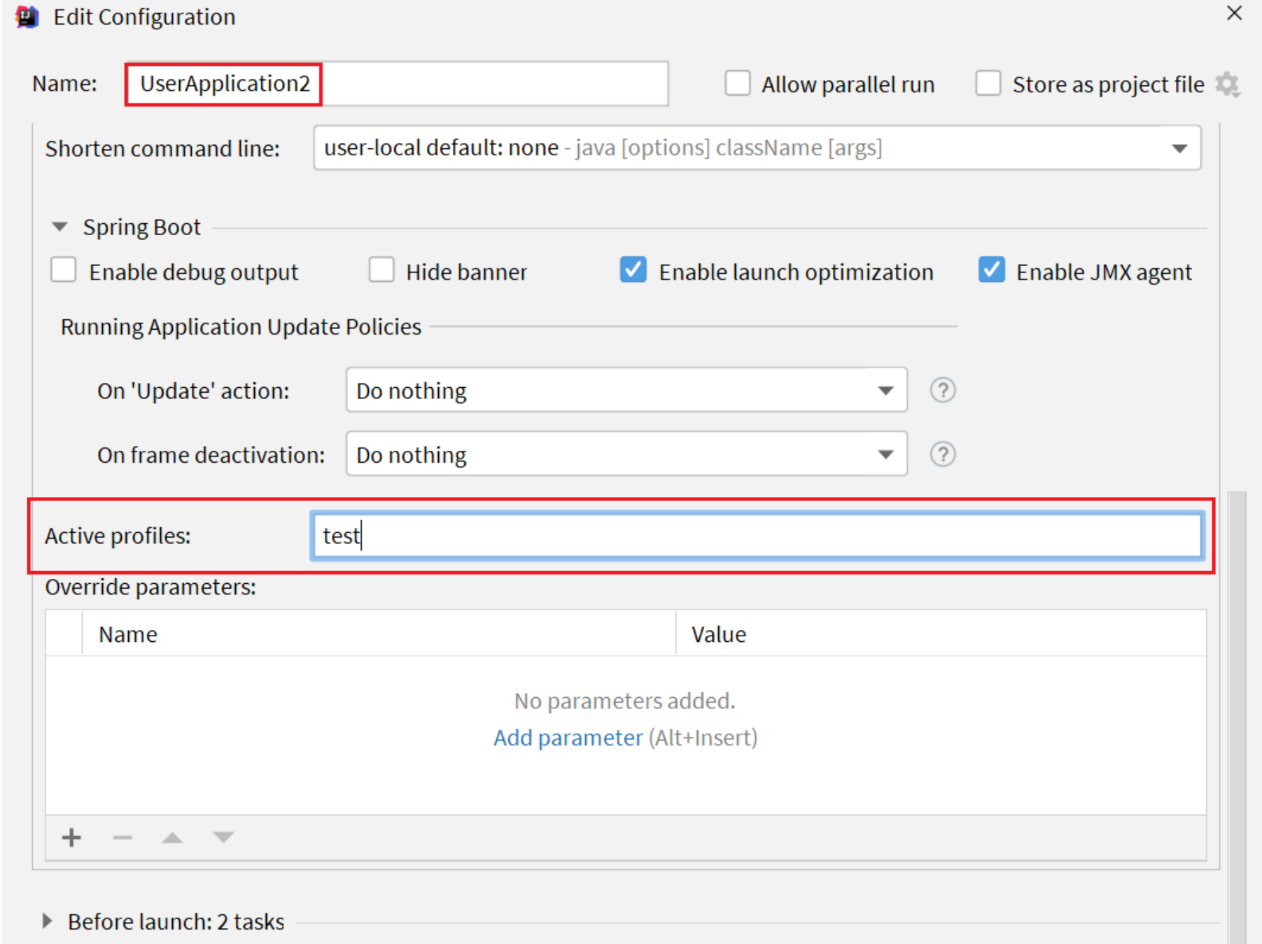 Edit Configuration
Name: UserApplication2 Allow parallel run Store as project file
Shorten command line: user-local default: none - java [options] className [args]
Spring Boot
Enable debug output Hide banner Enable launch optimization Enable JMX agent
Running Application Update Policies
On 'Update' action: Do nothing ?
On frame deactivation: Do nothing ?
Active profiles: test
Override parameters:
Name Value
No parameters added.
Add parameter (Alt+Insert)
Before launch: 2 tasks